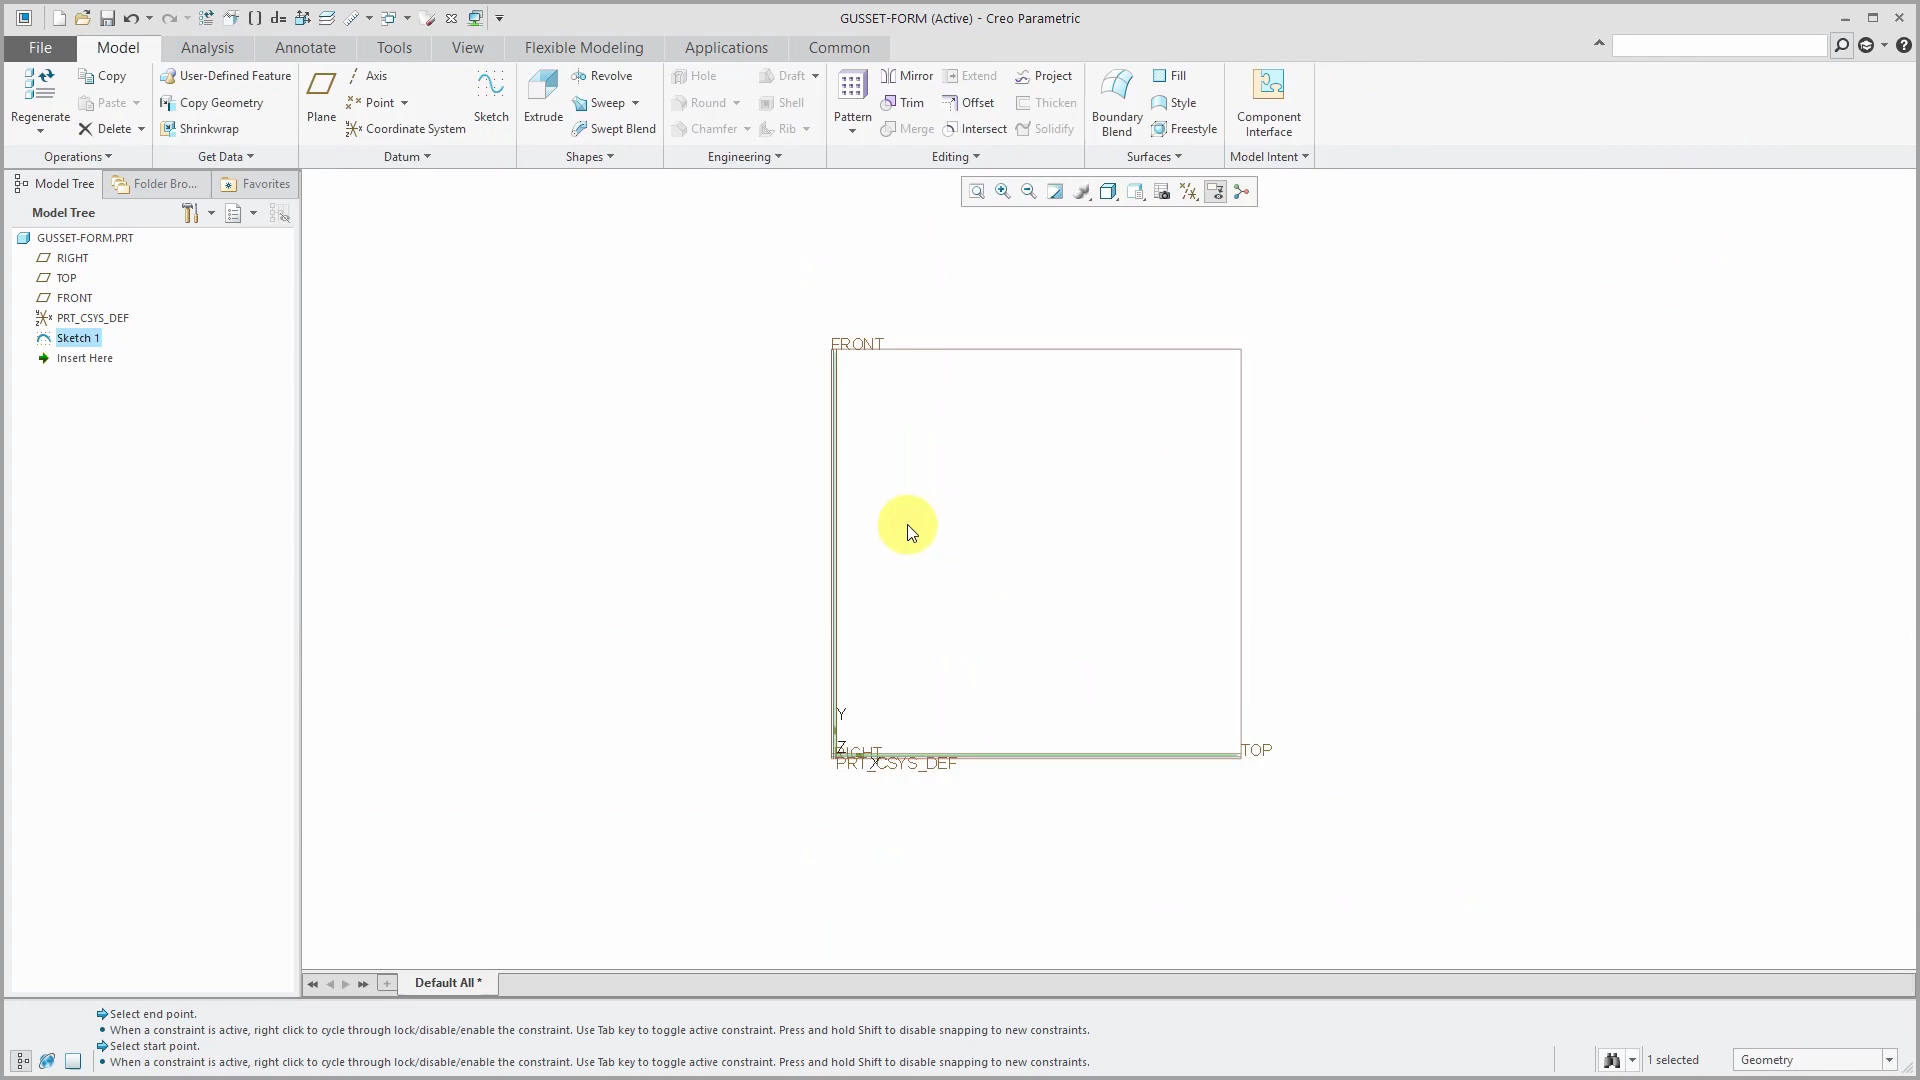 GUSSET-FORM (Active) - Creo Parametric
File Model Analysis Annotate Tools View Flexible Modeling Applications Common
Regenerate
Copy
Paste
Delete
Operations
User-Defined Feature
Copy Geometry
Shrinkwrap
Get Data
Plane
Axis
Point
Coordinate System
Sketch
Datum
Extrude
Revolve
Sweep
Swept Blend
Shapes
Hole
Round
Chamfer
Draft
Shell
Rib
Engineering
Pattern
Mirror
Trim
Merge
Extend
Offset
Intersect
Project
Thicken
Solidify
Editing
Boundary
Blend
Fill
Style
Freestyle
Surfaces
Component
Interface
Model Intent
Model Tree Folder Bro... Favorites
Model Tree
GUSSET-FORM.PRT
RIGHT
TOP
FRONT
PRT_CSYS_DEF
Sketch 1
Insert Here
FRONT
Y
Z
RIGHT
TOP
PRT_CSYS_DEF
X
Default All *
Select end point.
• When a constraint is active, right click to cycle through lock/disable/enable the constraint. Use Tab key to toggle active constraint. Press and hold Shift to disable snapping to new constraints.
Select start point.
• When a constraint is active, right click to cycle through lock/disable/enable the constraint. Use Tab key to toggle active constraint. Press and hold Shift to disable snapping to new constraints.
1 selected
Geometry